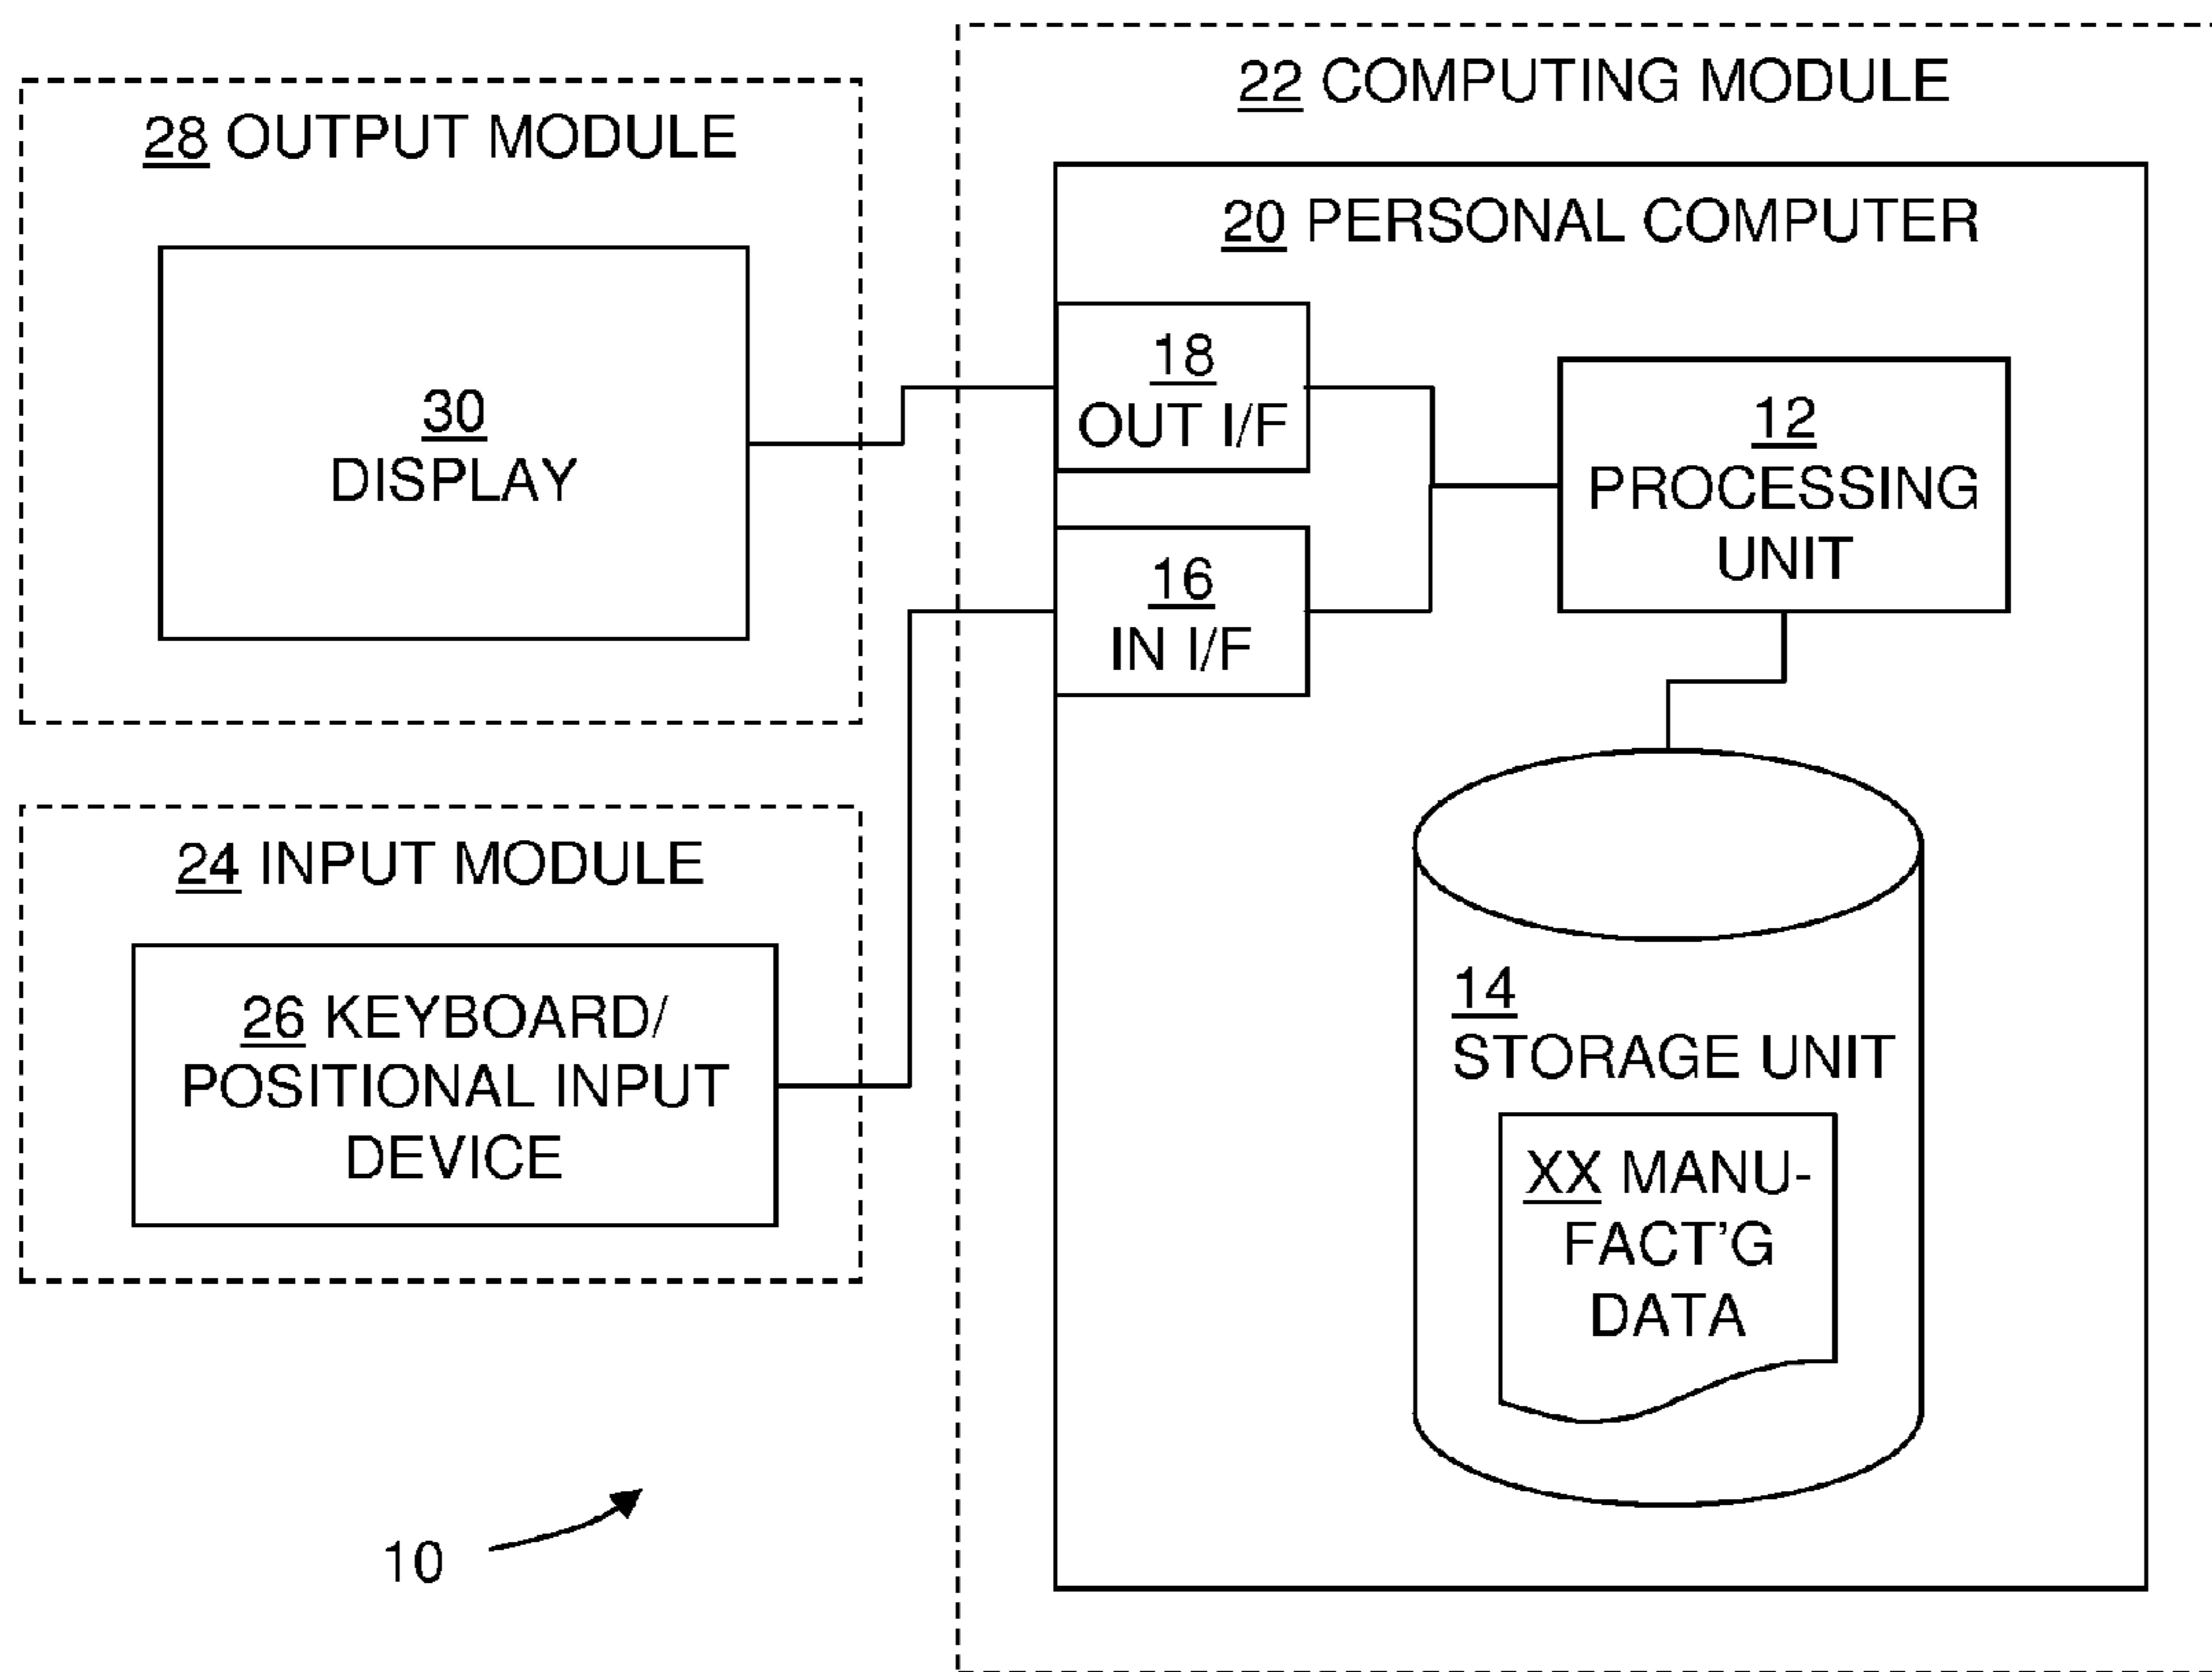 28 OUTPUT MODULE
30
DISPLAY
24 INPUT MODULE
26 KEYBOARD/
POSITIONAL INPUT
DEVICE
10
22 COMPUTING MODULE
20 PERSONAL COMPUTER
18
OUT I/F
16
IN I/F
12
PROCESSING
UNIT
14
STORAGE UNIT
XX MANU-
FACT'G
DATA